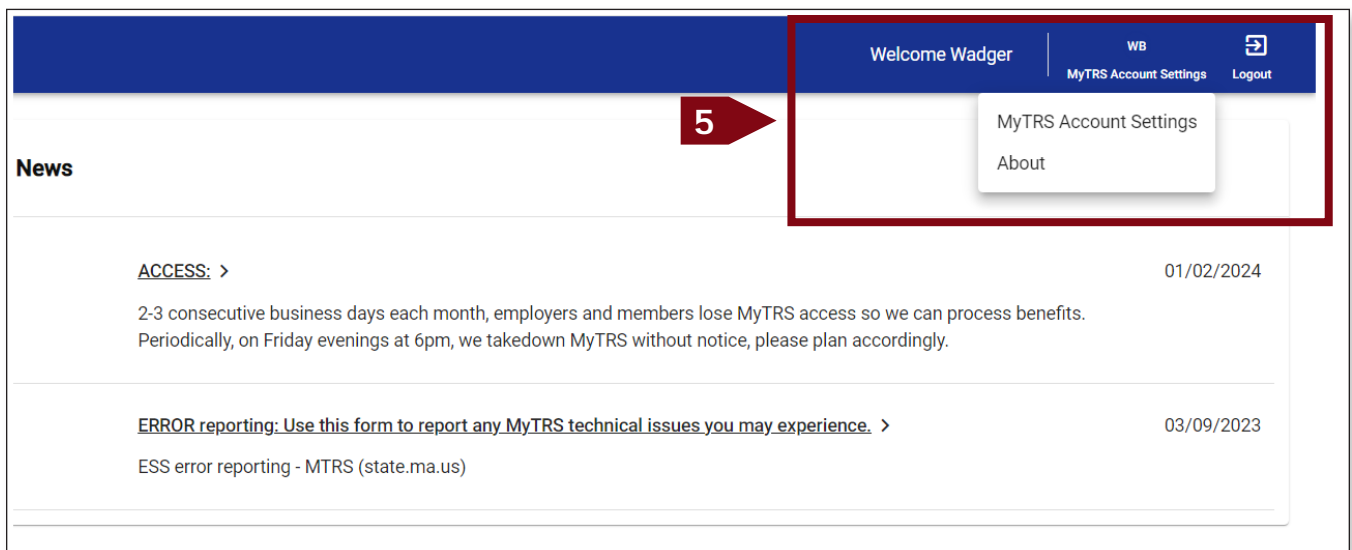 Welcome Wadger
WB
MyTRS Account Settings
Logout
5
MyTRS Account Settings
About
News
ACCESS: >
01/02/2024
2-3 consecutive business days each month, employers and members lose MyTRS access so we can process benefits.
Periodically, on Friday evenings at 6pm, we takedown MyTRS without notice, please plan accordingly.
ERROR reporting: Use this form to report any MyTRS technical issues you may experience. >
03/09/2023
ESS error reporting - MTRS (state.ma.us)